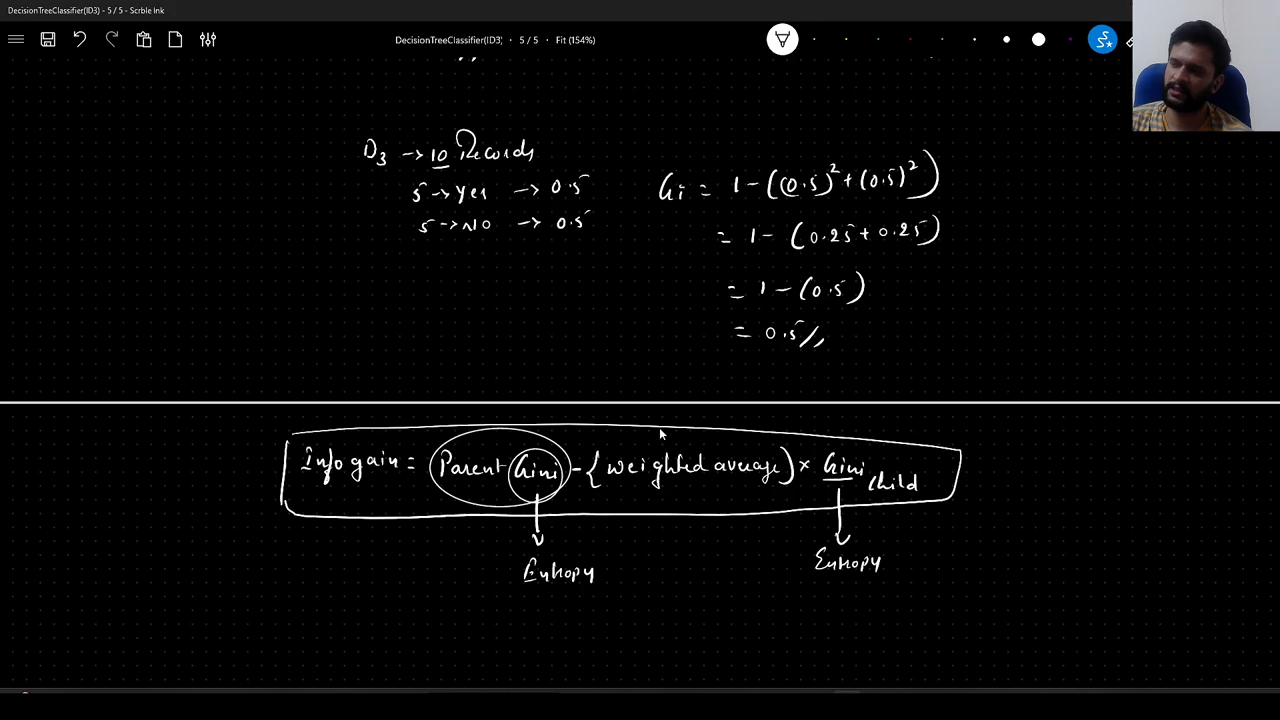 DecisionTreeClassifier(ID3) - 5 / 5 - Scrble Ink
DecisionTreeClassifier(ID3) • 5 / 5 • Fit (154%)
D3 → 10 Records
5 → Yes → 0.5
5 → NO → 0.5
Gi = 1 - ((0.5)² + (0.5)²)
= 1 - (0.25 + 0.25)
= 1 - (0.5)
= 0.5//
Info gain = Parent Gini - {weighted average) × Gini child
Entropy
Entropy